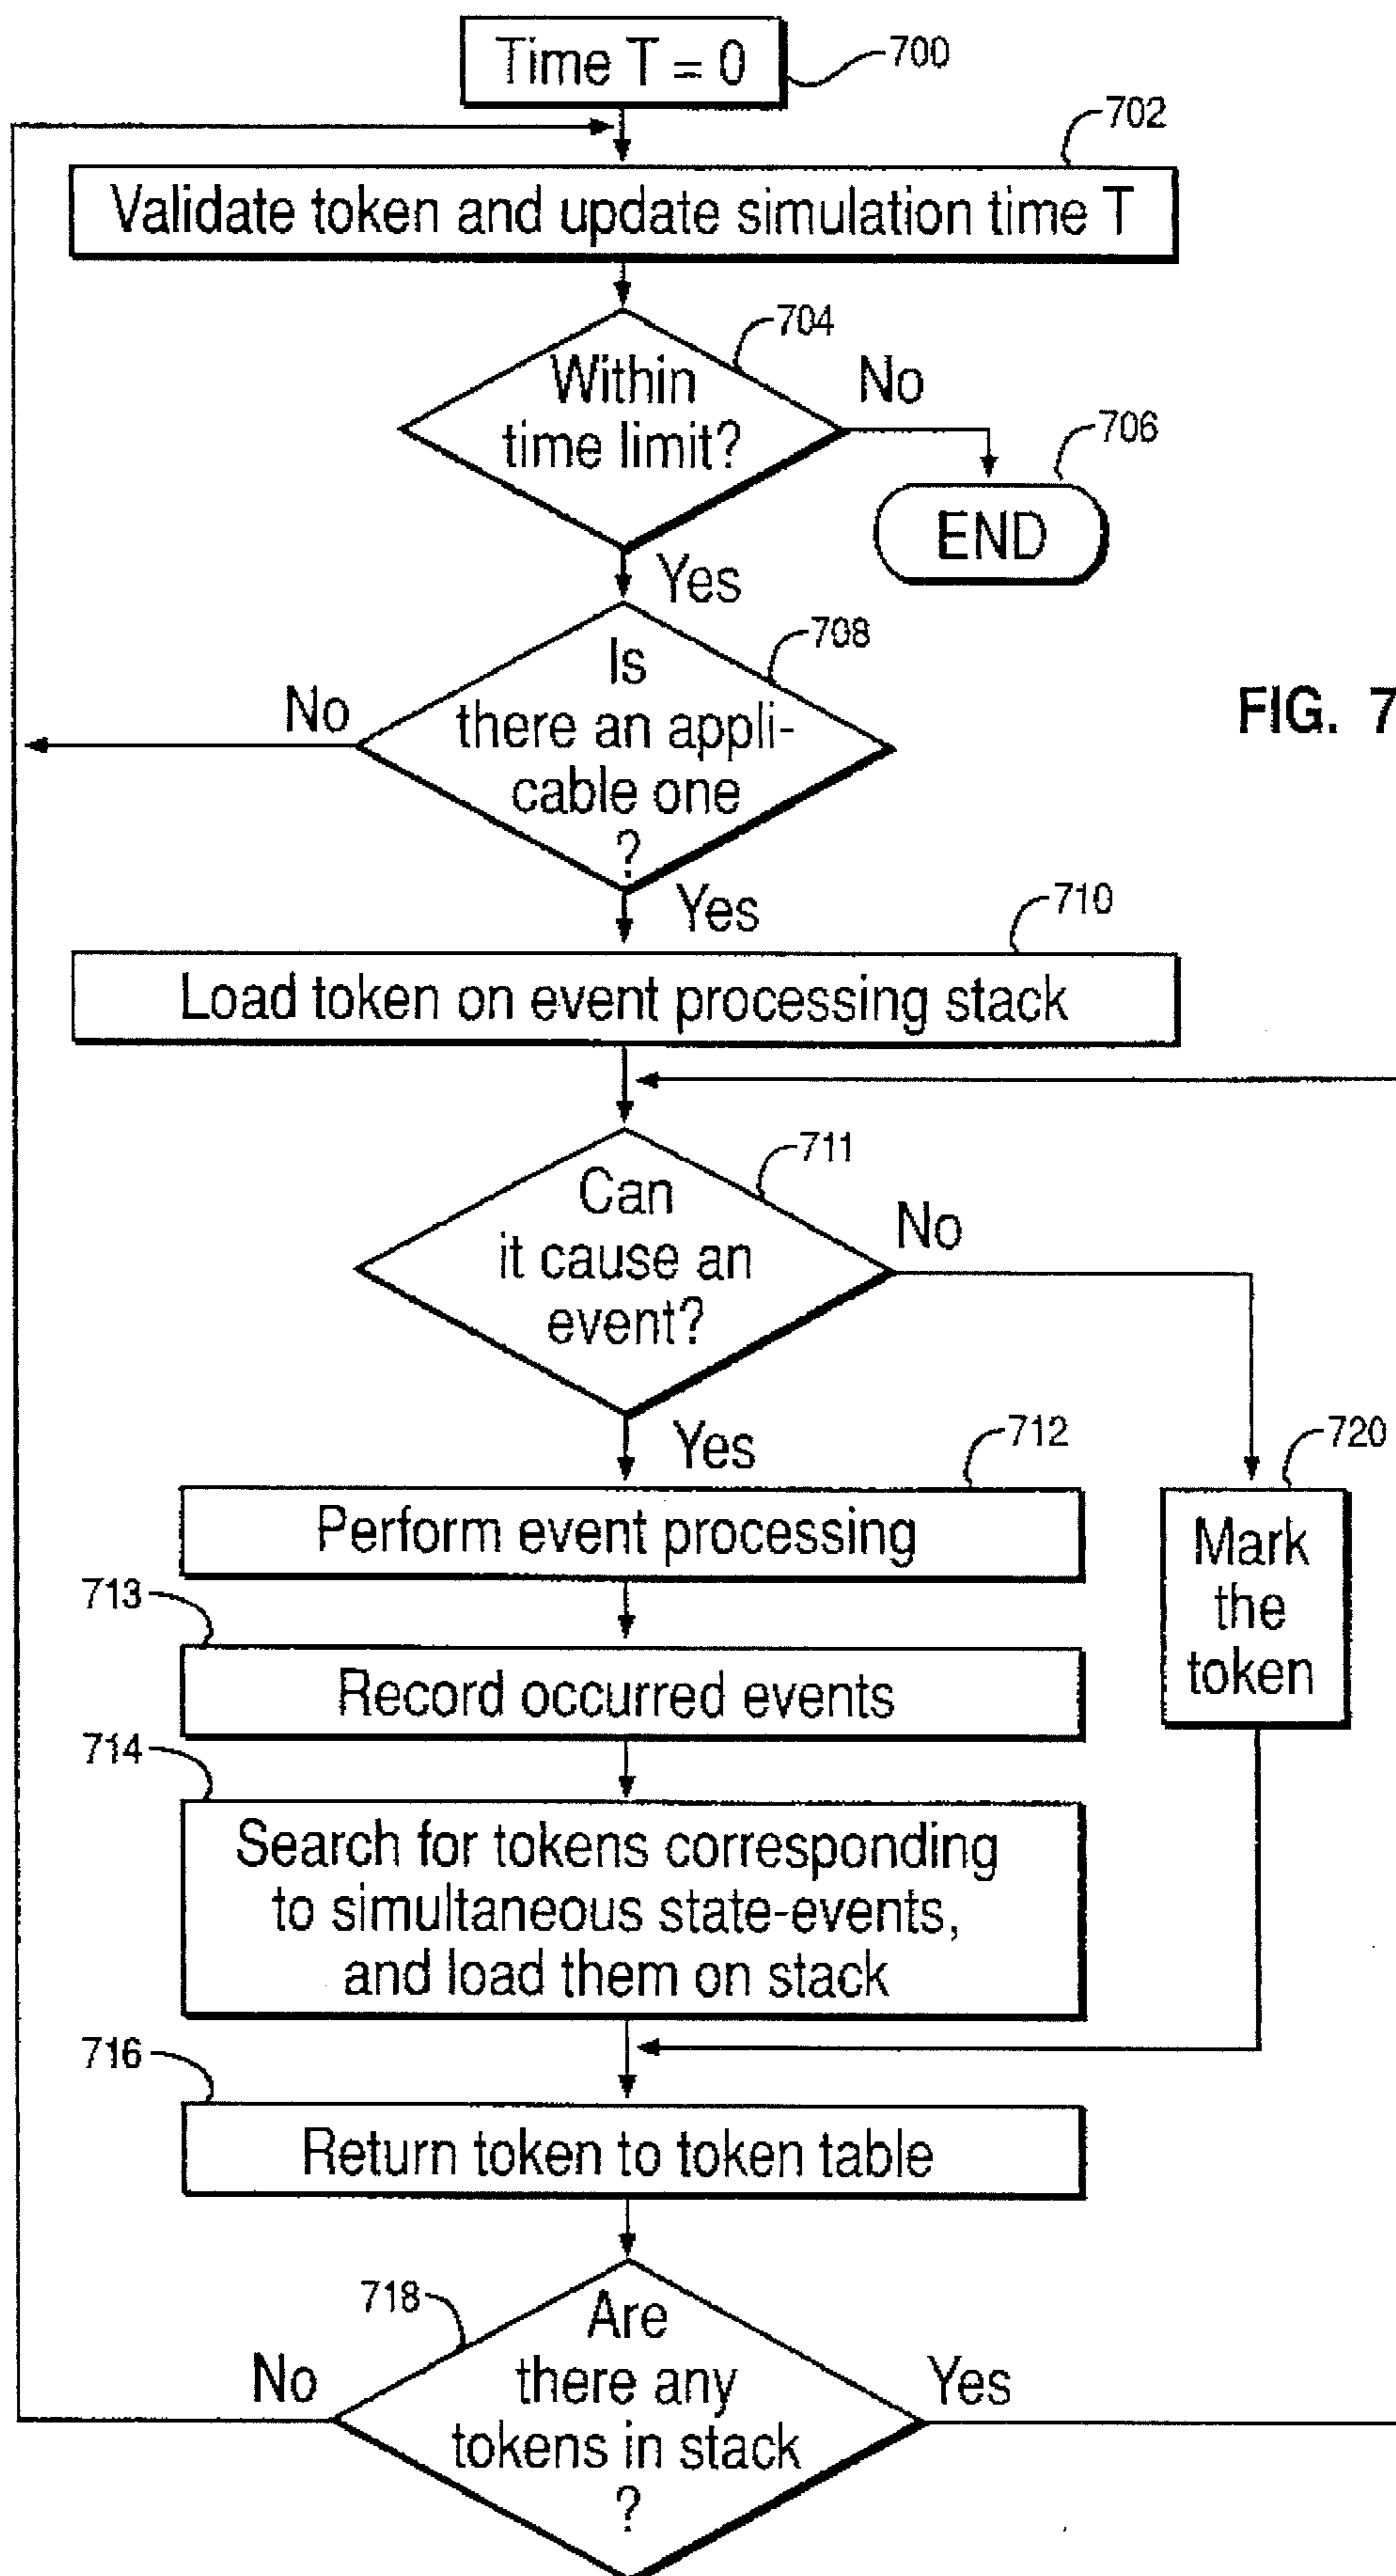 Time T = 0
700
702
Validate token and update simulation time T
704
Within
time limit?
No
706
END
Yes
708
Is
there an appli-
cable one
?
No
FIG. 7
Yes
710
Load token on event processing stack
711
Can
it cause an
event?
No
Yes
712
720
Perform event processing
Mark
the
token
713
Record occurred events
714
Search for tokens corresponding
to simultaneous state-events,
and load them on stack
716
Return token to token table
718
Are
there any
tokens in stack
?
No
Yes